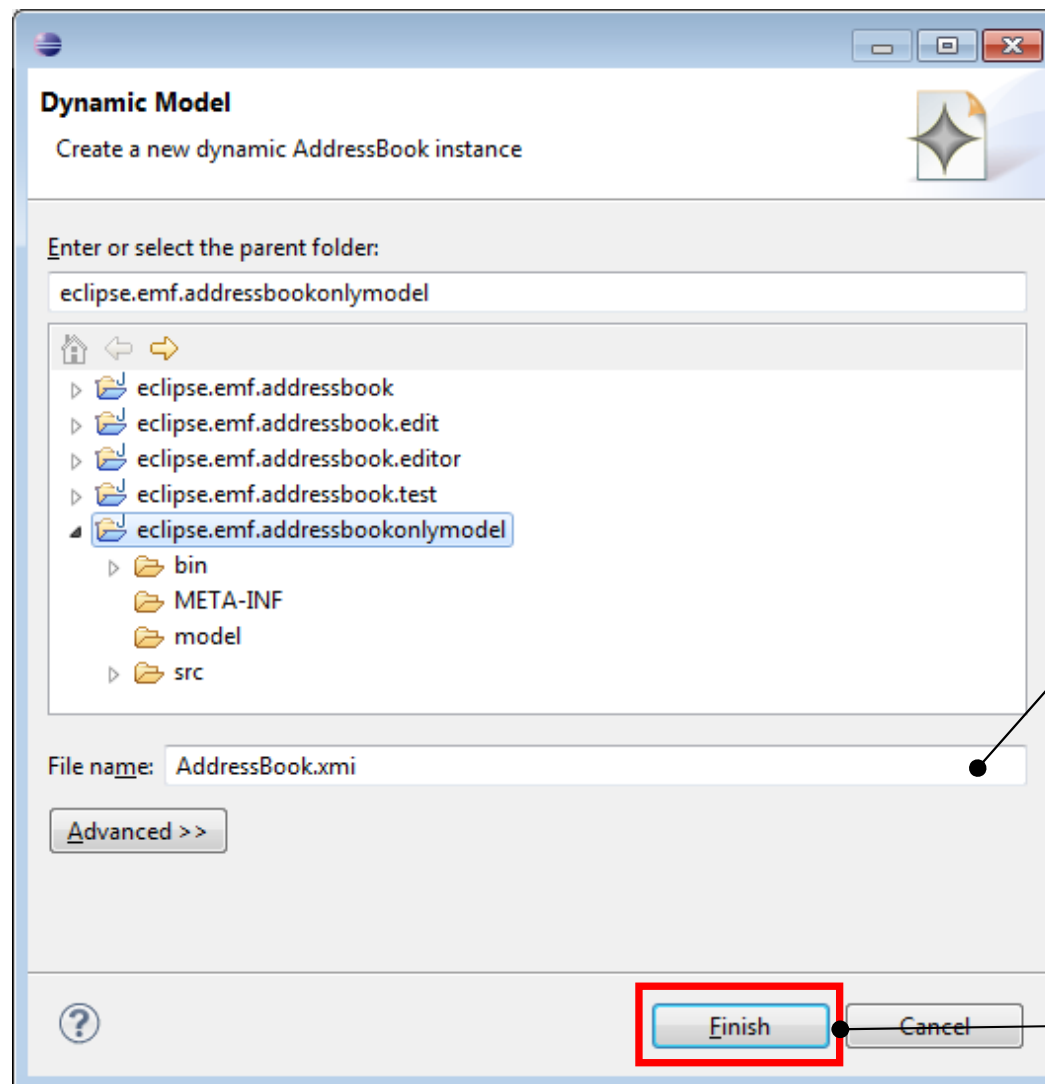 Dynamic Model
Create a new dynamic AddressBook instance
Enter or select the parent folder:
eclipse.emf.addressbookonlymodel
eclipse.emf.addressbook
eclipse.emf.addressbook.edit
eclipse.emf.addressbook.editor
eclipse.emf.addressbook.test
eclipse.emf.addressbookonlymodel
bin
META-INF
model
src
File name: AddressBook.xmi
Advanced >>
? Finish Cancel